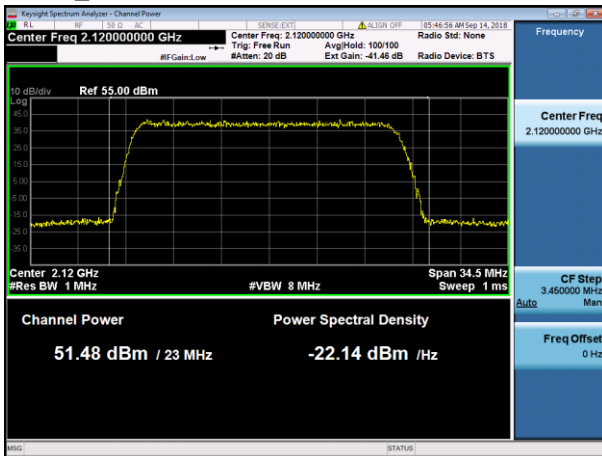 Keysight Spectrum Analyzer - Channel Power
RL RF 50 Ω AC SENSE:EXT ALIGN OFF 05:46:56 AM Sep 14, 2018
Center Freq 2.120000000 GHz Center Freq: 2.120000000 GHz Radio Std: None
Trig: Free Run Avg|Hold: 100/100
#IFGain:Low #Atten: 20 dB Ext Gain: -41.46 dB Radio Device: BTS
10 dB/div Ref 55.00 dBm
Log
45.0
35.0
25.0
15.0
5.00
-5.00
-15.0
-25.0
-35.0
Center 2.12 GHz Span 34.5 MHz
#Res BW 1 MHz #VBW 8 MHz Sweep 1 ms
Channel Power Power Spectral Density
51.48 dBm / 23 MHz -22.14 dBm /Hz
MSG STATUS
Frequency
Center Freq
2.120000000 GHz
CF Step
3.450000 MHz
Auto Man
Freq Offset
0 Hz